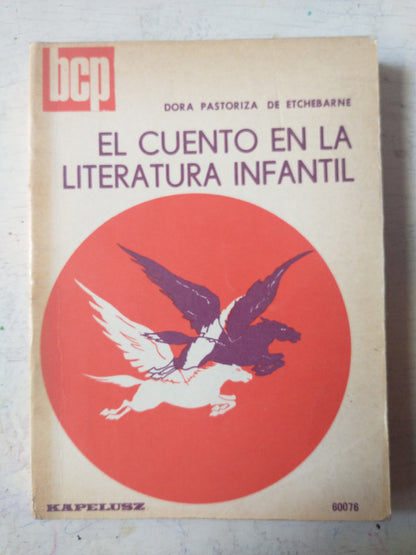 bcp
DORA PASTORIZA DE ETCHEBARNE
EL CUENTO EN LA
LITERATURA INFANTIL
KAPELUSZ
60076